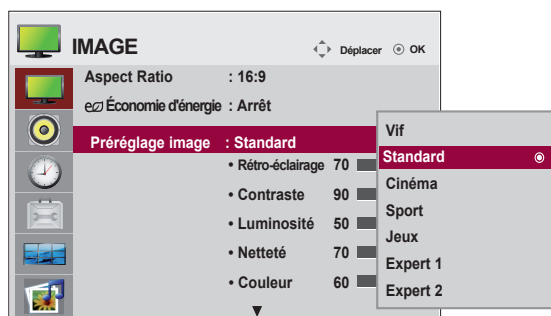 IMAGE
Déplacer OK
Aspect Ratio : 16:9
e Économie d'énergie : Arrêt
Préréglage image : Standard
• Rétro-éclairage 70
• Contraste 90
• Luminosité 50
• Netteté 70
• Couleur 60
Vif
Standard
Cinéma
Sport
Jeux
Expert 1
Expert 2